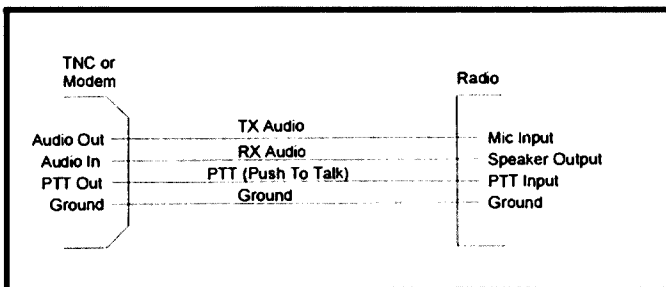 TNC or
Modem
Radio
TX Audio
Audio Out
Mic Input
RX Audio
Audio In
Speaker Output
PTT (Push To Talk)
PTT Out
PTT Input
Ground
Ground
Ground